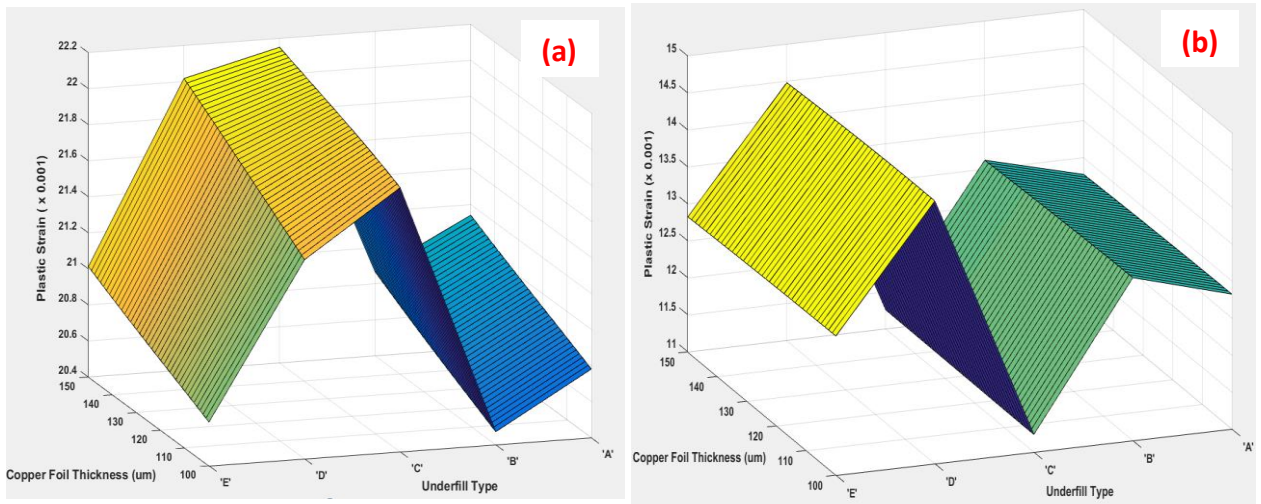 (a)
22.2
22
21.8
21.6
21.4
21.2
21
20.8
20.6
20.4
Plastic Strain ( x 0.001)
150
140
130
120
110
100
Copper Foil Thickness (um)
'E'
'D'
'C'
'B'
'A'
Underfill Type
(b)
15
14.5
14
13.5
13
12.5
12
11.5
11
Plastic Strain (x 0.001)
150
140
130
120
110
100
Copper Foil Thickness (um)
'E'
'D'
'C'
'B'
'A'
Underfill Type